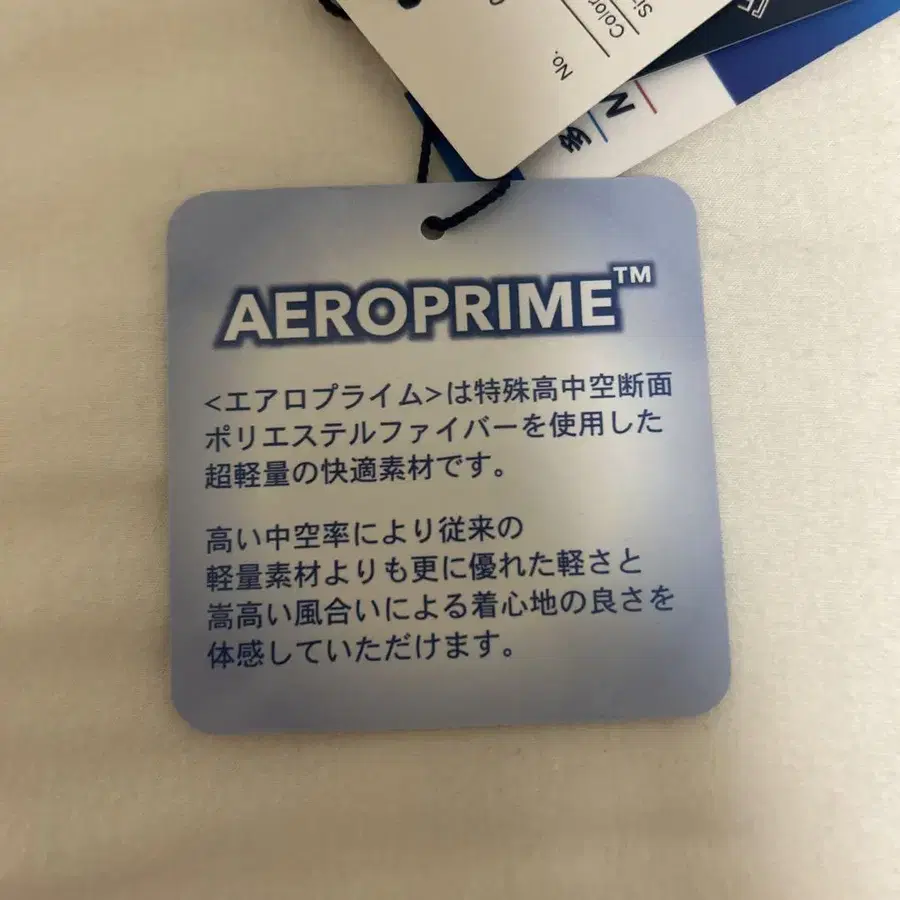 No.
Color
Si
多
N
AEROPRIME™
<エアロプライム>は特殊高中空断面
ポリエステルファイバーを使用した
超軽量の快適素材です。
高い中空率により従来の
軽量素材よりも更に優れた軽さと
嵩高い風合いによる着心地の良さを
体感していただけます。